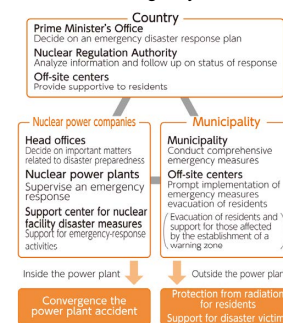 Country
Prime Minister's Office
Decide on an emergency disaster response plan
Nuclear Regulation Authority
Analyze information and follow up on status of response
Off-site centers
Provide supportive to residents
Nuclear power companies
Head offices
Decide on important matters
related to disaster preparedness
Nuclear power plants
Supervise an emergency
response
Support center for nuclear
facility disaster measures
Support for emergency-response
activities
Municipality
Municipality
Conduct comprehensive
emergency measures
Off-site centers
Prompt implementation of
emergency measures
evacuation of residents
Evacuation of residents and
support for those affected
by the establishment of a
warning zone
Inside the power plant
Outside the power plan
Convergence the
power plant accident
Protection from radiation
for residents
Support for disaster victim